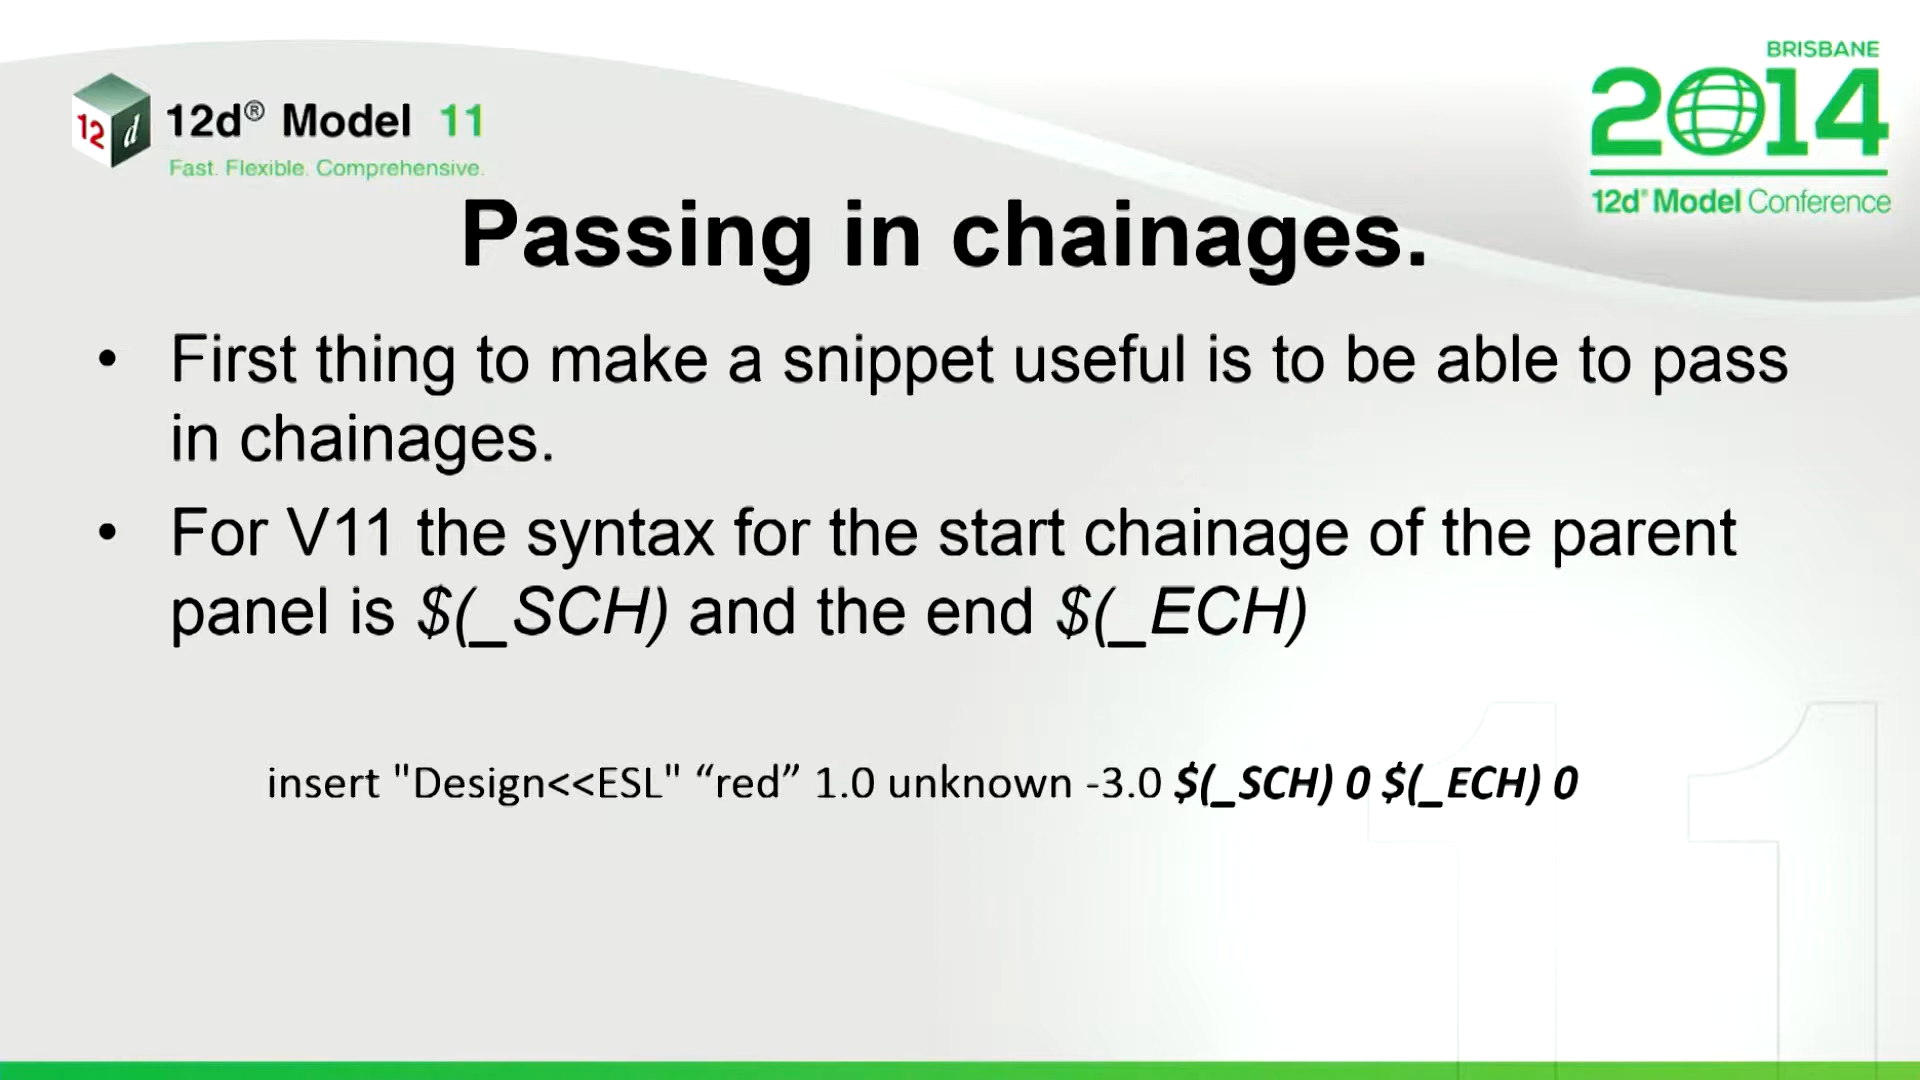 BRISBANE
2014
12d® Model Conference
12d
12d® Model 11
Fast. Flexible. Comprehensive.
Passing in chainages.
• First thing to make a snippet useful is to be able to pass
in chainages.
• For V11 the syntax for the start chainage of the parent
panel is $(_SCH) and the end $(_ECH)
insert "Design<<ESL" “red” 1.0 unknown -3.0 $(_SCH) 0 $(_ECH) 0
11